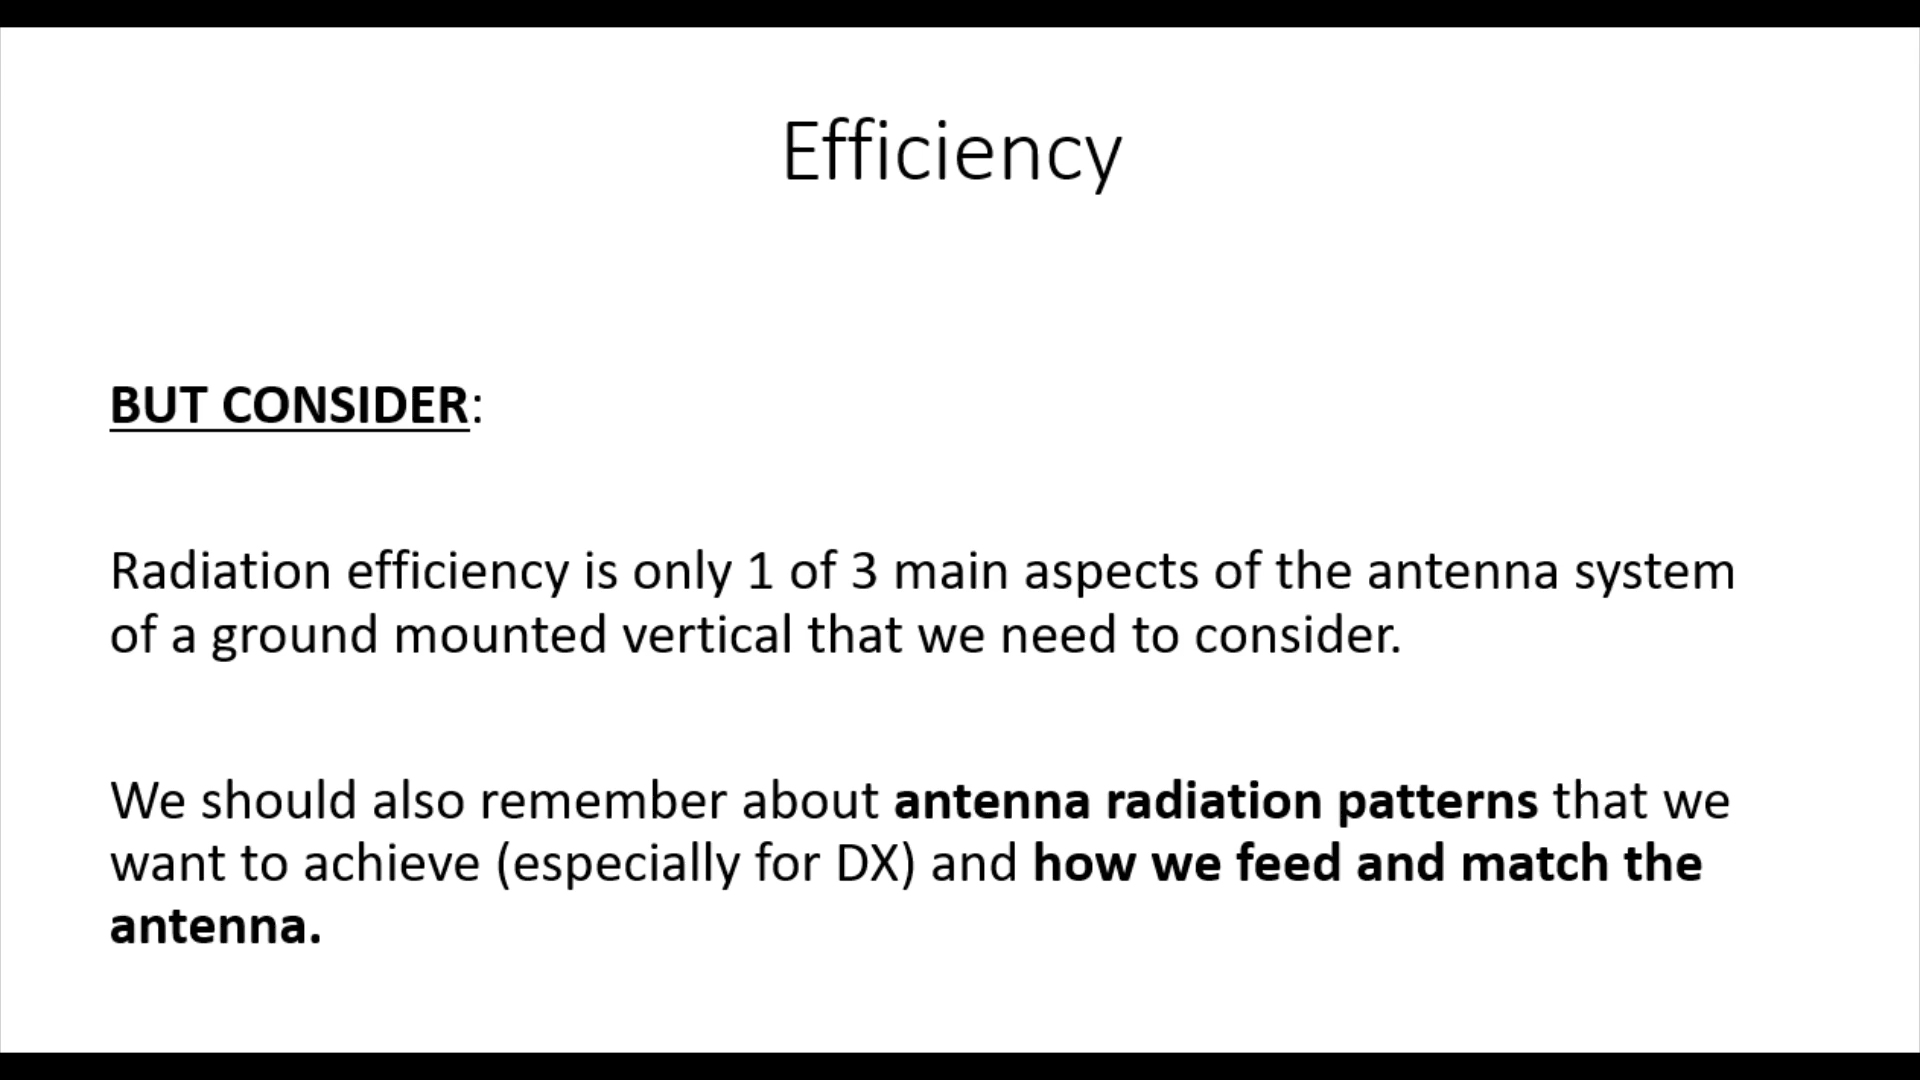 Efficiency
BUT CONSIDER:
Radiation efficiency is only 1 of 3 main aspects of the antenna system
of a ground mounted vertical that we need to consider.
We should also remember about antenna radiation patterns that we
want to achieve (especially for DX) and how we feed and match the
antenna.